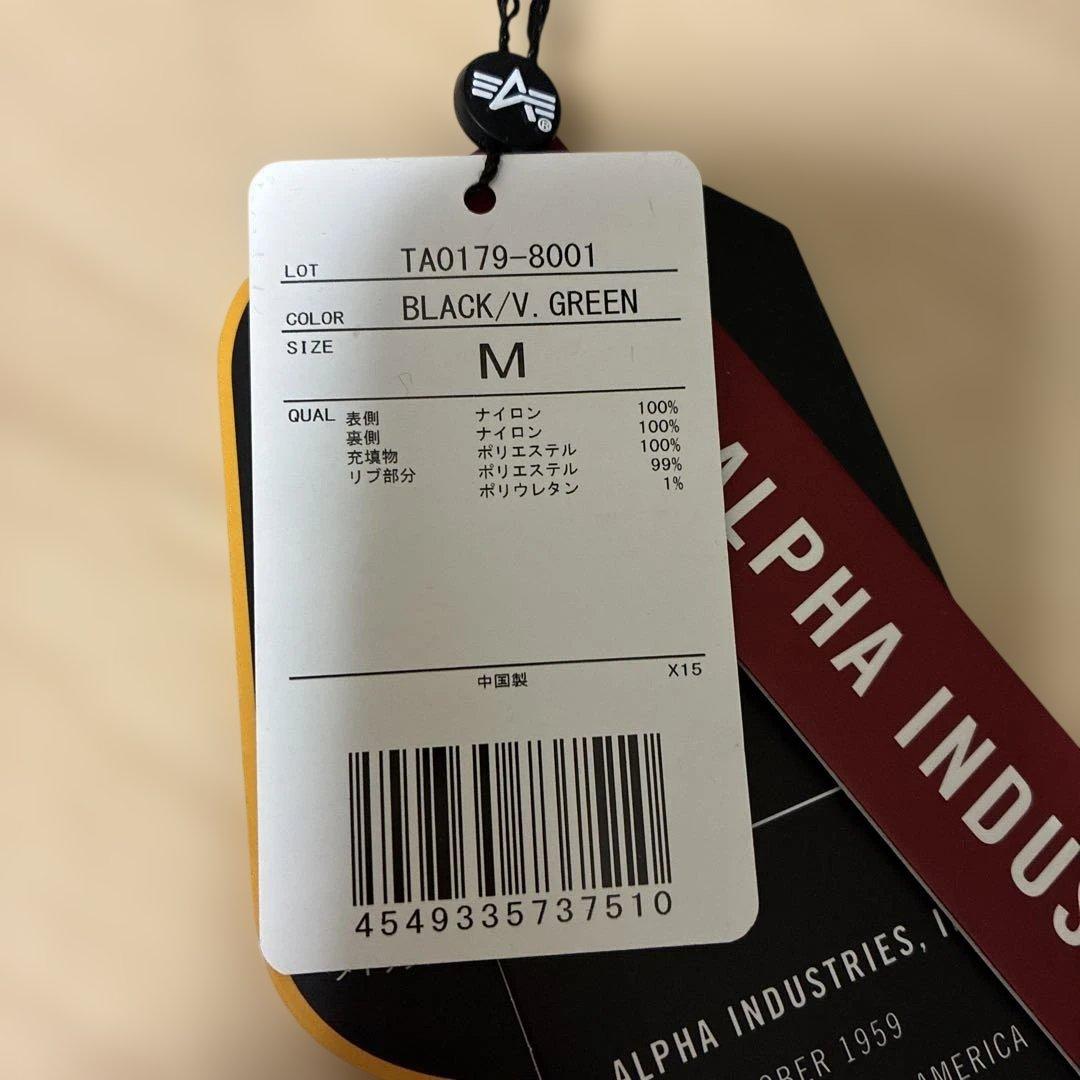 LOT TA0179-8001
COLOR BLACK/V. GREEN
SIZE M
QUAL 表側 ナイロン 100%
裏側 ナイロン 100%
充填物 ポリエステル 100%
リブ部分 ポリエステル 99%
ポリウレタン 1%
中国製 X15
4549335737510
ALPHA INDUS
ALPHA INDUSTRIES,
1959
AMERICA